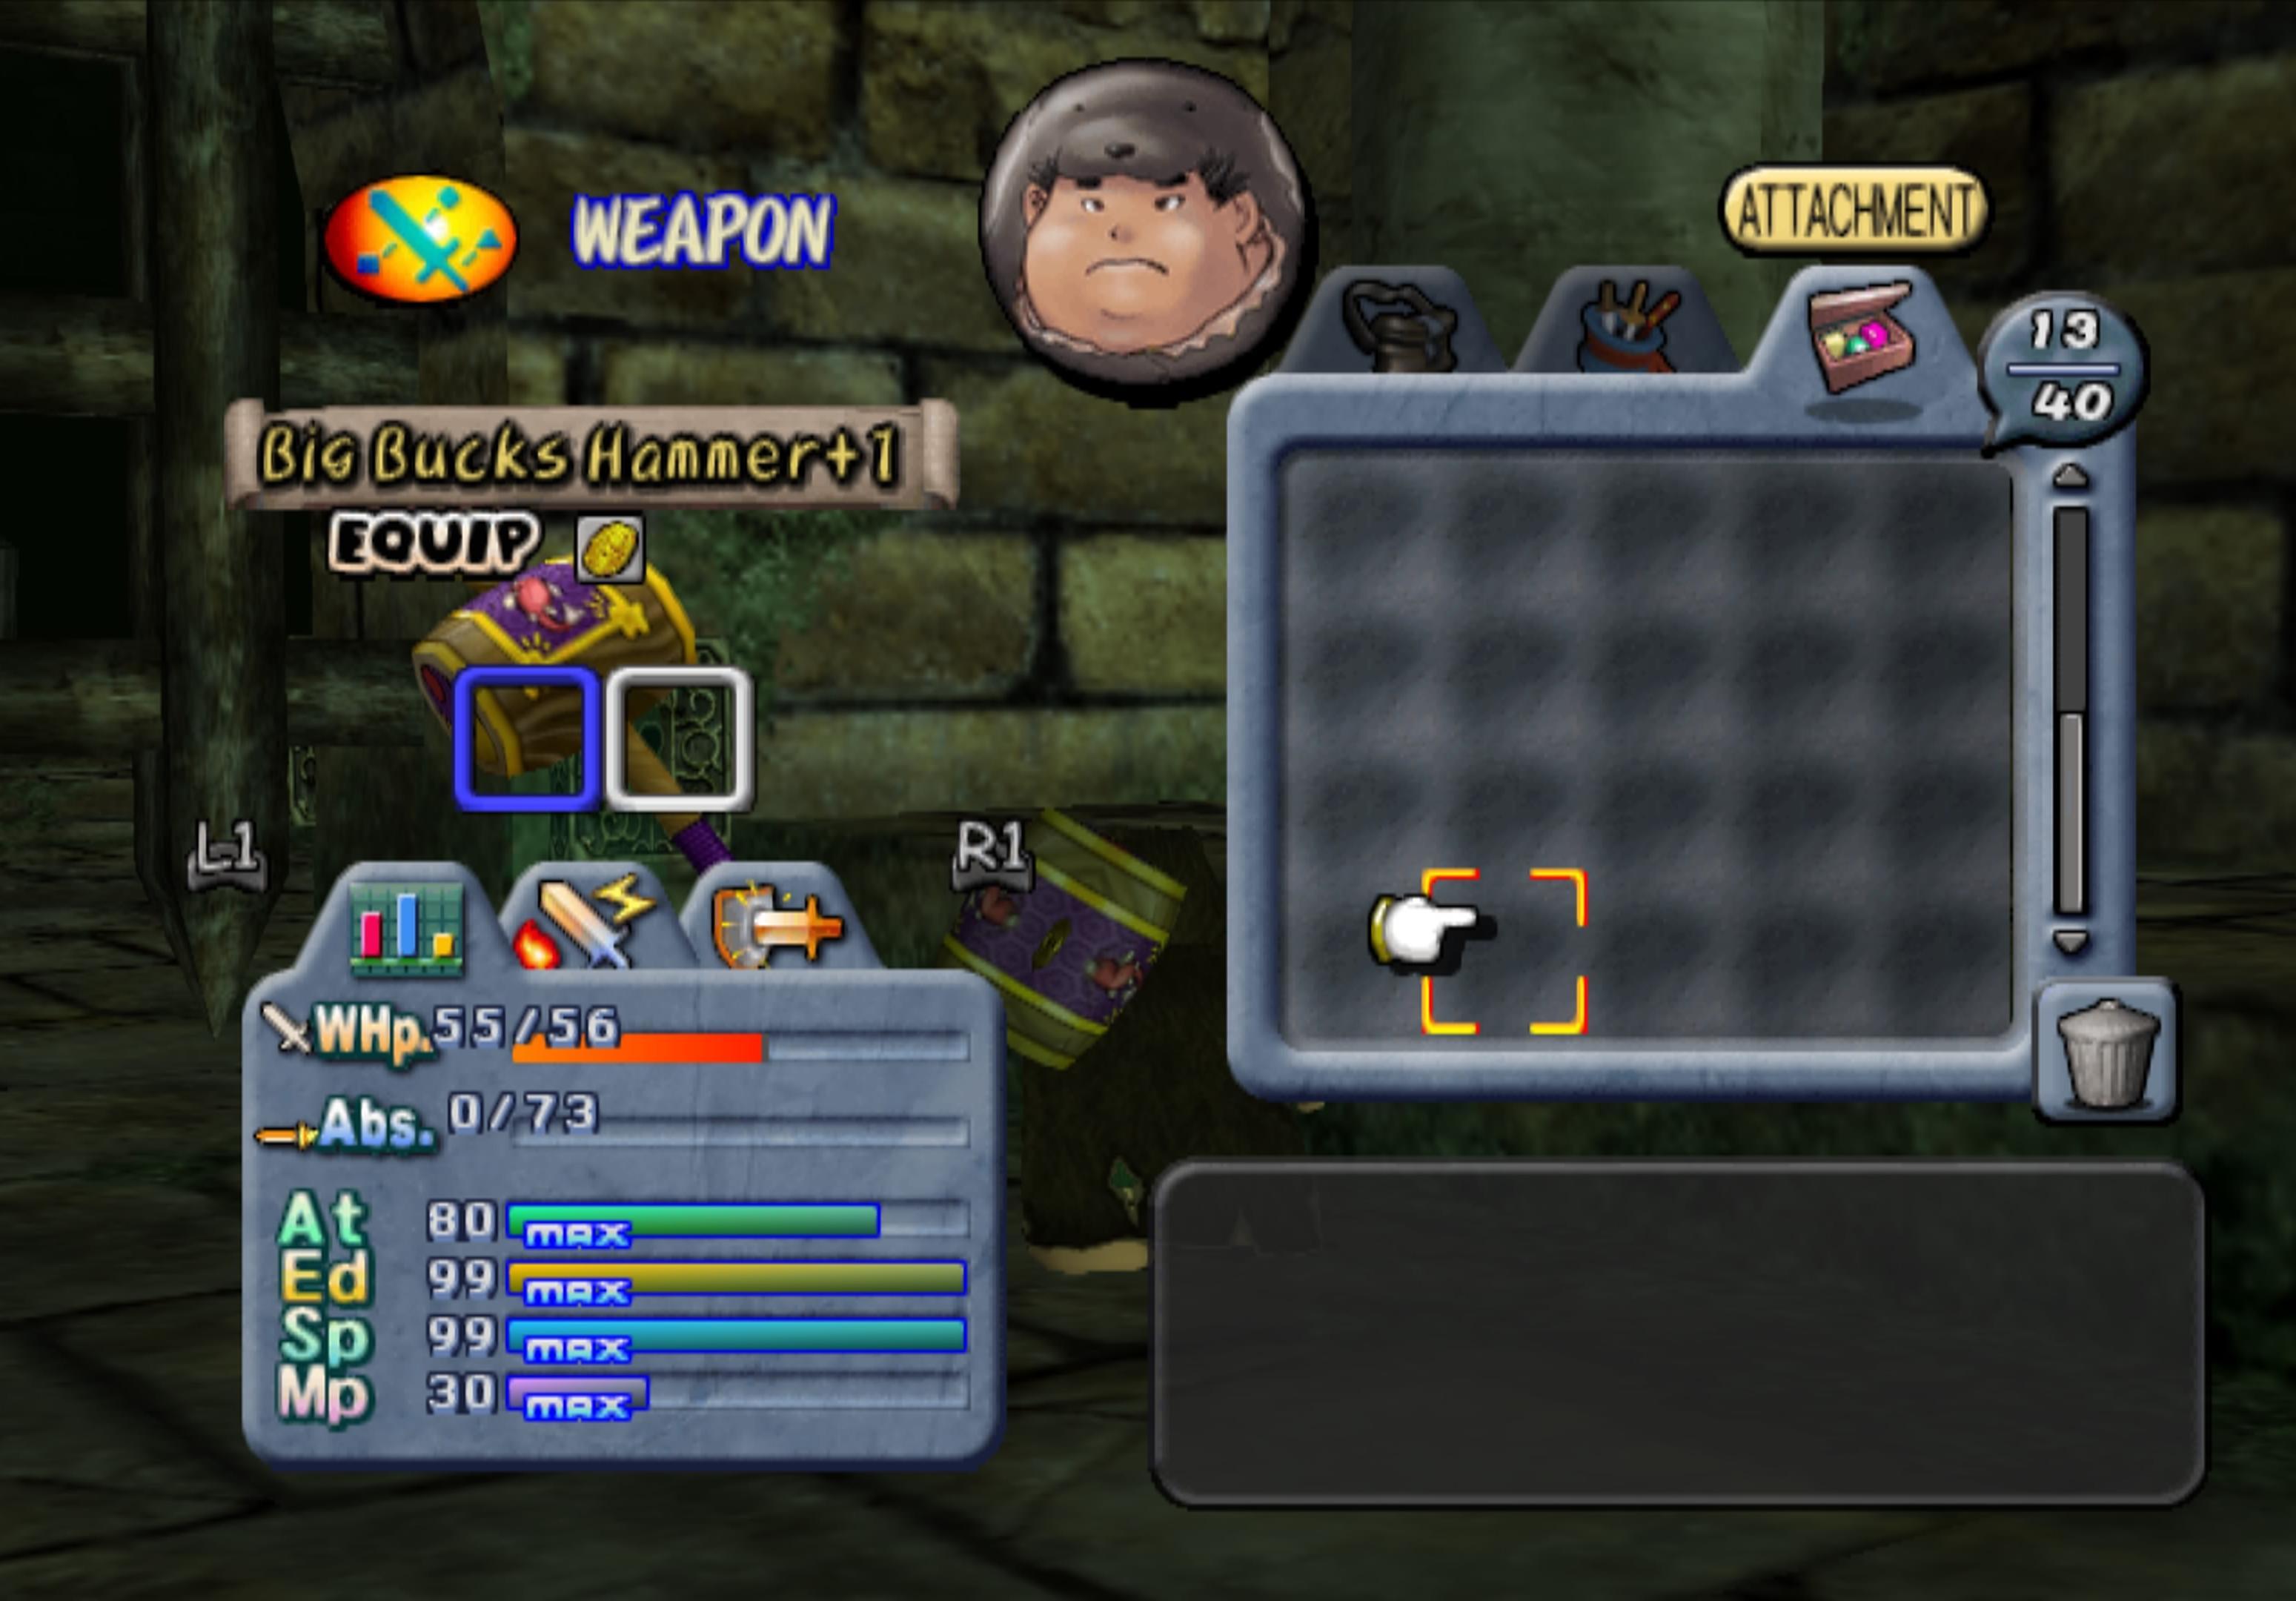 WEAPON
ATTACHMENT
13
40
Big Bucks Hammer+1
EQUIP
L1
R1
WHp. 55/56
Abs. 0/73
At 80 max
Ed 99 max
Sp 99 max
Mp 30 max